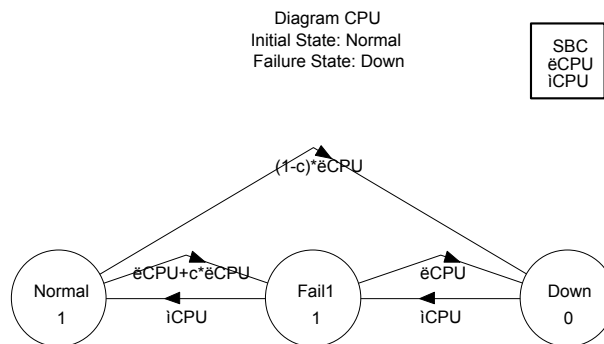 Diagram CPU
Initial State: Normal
Failure State: Down
SBC
ëCPU
ìCPU
(1-c)*ëCPU
Normal
1
ëCPU+c*ëCPU
ìCPU
Fail1
1
ëCPU
ìCPU
Down
0